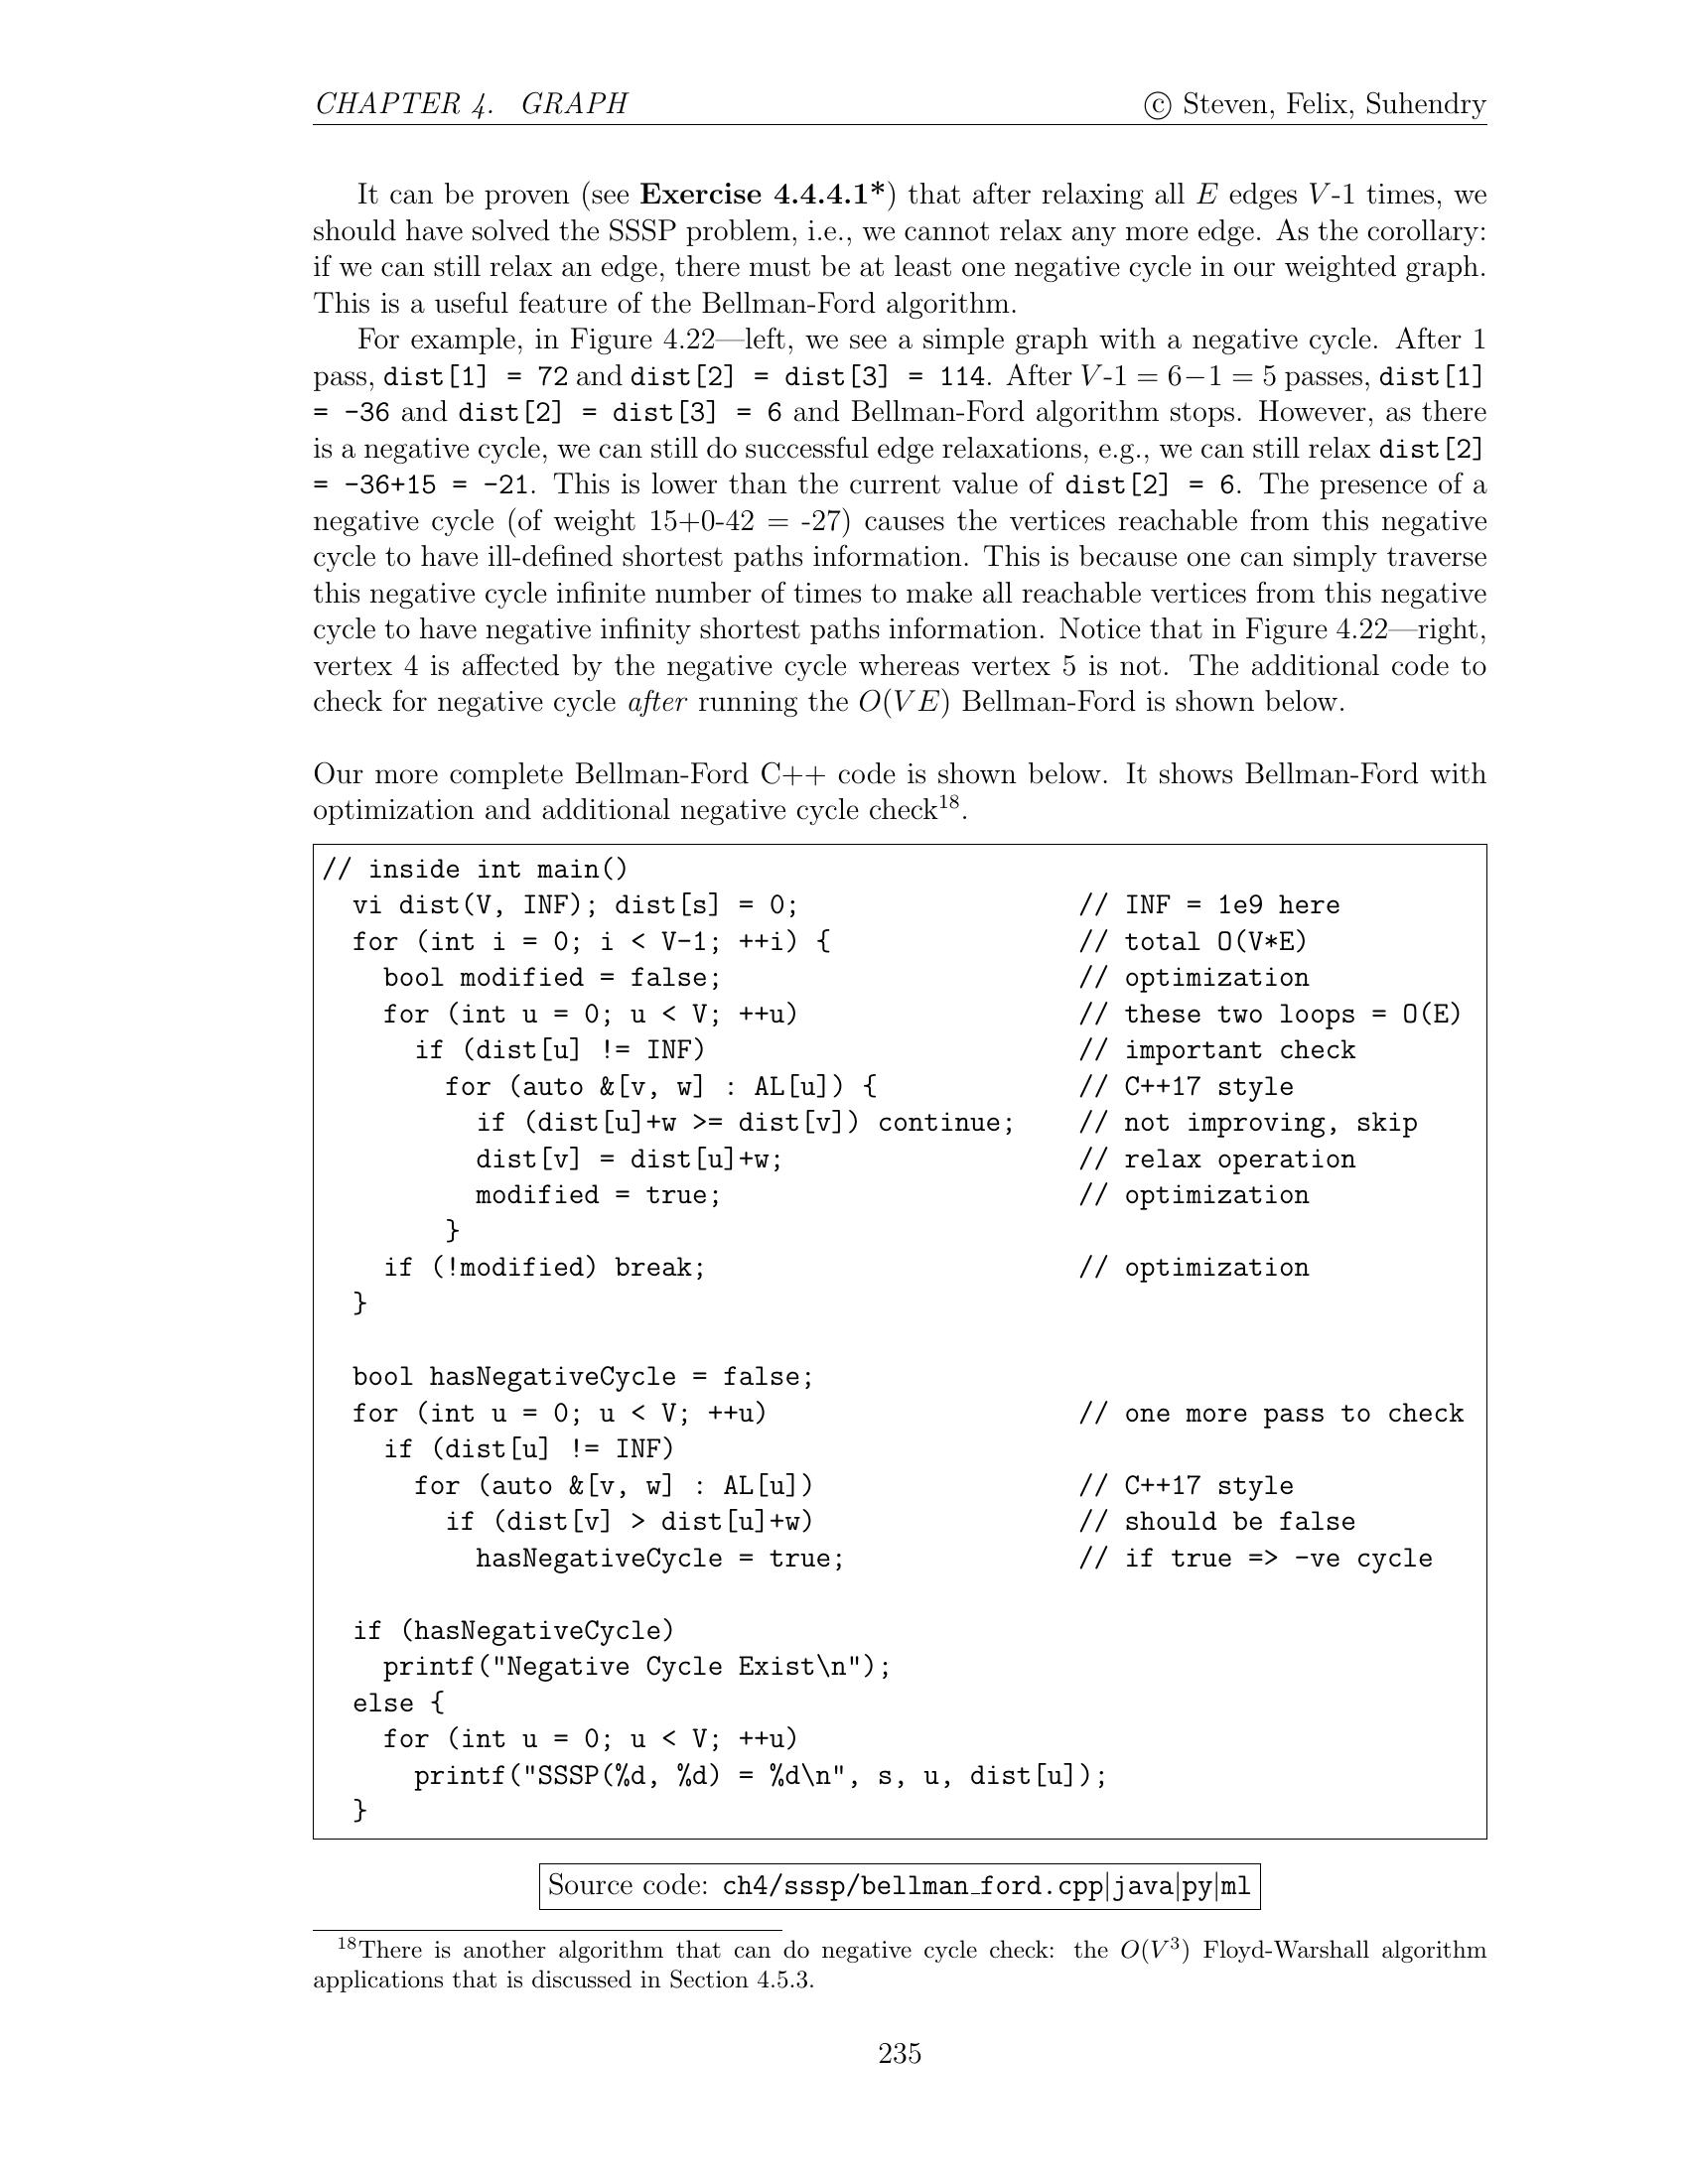 CHAPTER 4. GRAPH © Steven, Felix, Suhendry
It can be proven (see Exercise 4.4.4.1*) that after relaxing all E edges V-1 times, we
should have solved the SSSP problem, i.e., we cannot relax any more edge. As the corollary:
if we can still relax an edge, there must be at least one negative cycle in our weighted graph.
This is a useful feature of the Bellman-Ford algorithm.
For example, in Figure 4.22—left, we see a simple graph with a negative cycle. After 1
pass, dist[1] = 72 and dist[2] = dist[3] = 114. After V-1 = 6−1 = 5 passes, dist[1]
= -36 and dist[2] = dist[3] = 6 and Bellman-Ford algorithm stops. However, as there
is a negative cycle, we can still do successful edge relaxations, e.g., we can still relax dist[2]
= -36+15 = -21. This is lower than the current value of dist[2] = 6. The presence of a
negative cycle (of weight 15+0-42 = -27) causes the vertices reachable from this negative
cycle to have ill-defined shortest paths information. This is because one can simply traverse
this negative cycle infinite number of times to make all reachable vertices from this negative
cycle to have negative infinity shortest paths information. Notice that in Figure 4.22—right,
vertex 4 is affected by the negative cycle whereas vertex 5 is not. The additional code to
check for negative cycle after running the O(VE) Bellman-Ford is shown below.
Our more complete Bellman-Ford C++ code is shown below. It shows Bellman-Ford with
optimization and additional negative cycle check18.
// inside int main()
vi dist(V, INF); dist[s] = 0; // INF = 1e9 here
for (int i = 0; i < V-1; ++i) { // total O(V*E)
bool modified = false; // optimization
for (int u = 0; u < V; ++u) // these two loops = O(E)
if (dist[u] != INF) // important check
for (auto &[v, w] : AL[u]) { // C++17 style
if (dist[u]+w >= dist[v]) continue; // not improving, skip
dist[v] = dist[u]+w; // relax operation
modified = true; // optimization
}
if (!modified) break; // optimization
}
bool hasNegativeCycle = false;
for (int u = 0; u < V; ++u) // one more pass to check
if (dist[u] != INF)
for (auto &[v, w] : AL[u]) // C++17 style
if (dist[v] > dist[u]+w) // should be false
hasNegativeCycle = true; // if true => -ve cycle
if (hasNegativeCycle)
printf("Negative Cycle Exist\n");
else {
for (int u = 0; u < V; ++u)
printf("SSSP(%d, %d) = %d\n", s, u, dist[u]);
}
Source code: ch4/sssp/bellman_ford.cpp|java|py|ml
18There is another algorithm that can do negative cycle check: the O(V3) Floyd-Warshall algorithm
applications that is discussed in Section 4.5.3.
235